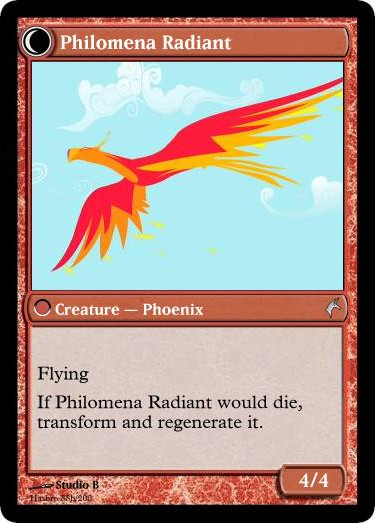 Philomena Radiant
Creature — Phoenix
Flying
If Philomena Radiant would die,
transform and regenerate it.
4/4
Studio B